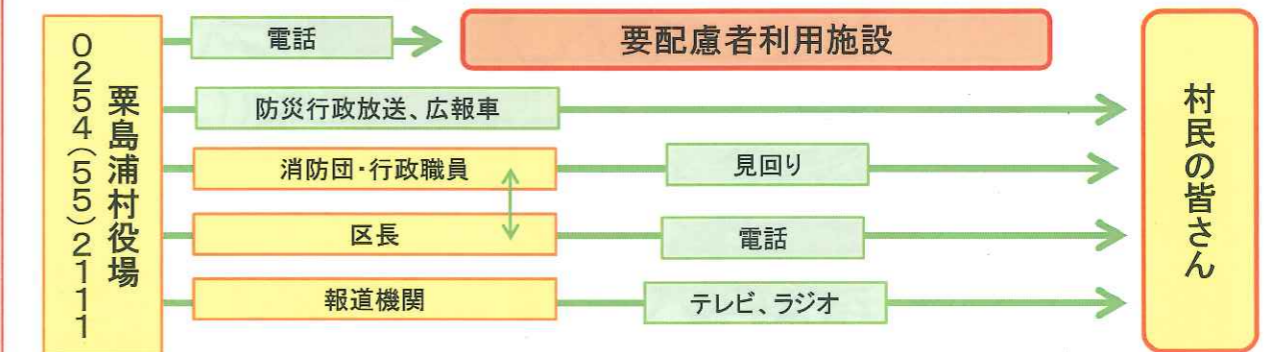 粟島浦村役場
0254(55)2111
電話
要配慮者利用施設
防災行政放送、広報車
消防団・行政職員
見回り
区長
電話
報道機関
テレビ、ラジオ
村民の皆さん